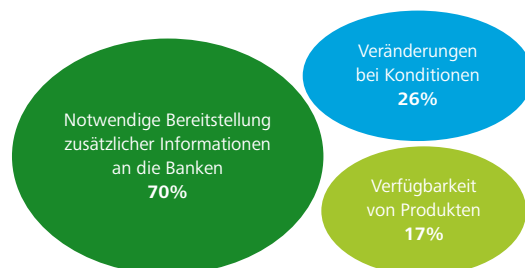 Notwendige Bereitstellung
zusätzlicher Informationen
an die Banken
70%
Veränderungen
bei Konditionen
26%
Verfügbarkeit
von Produkten
17%